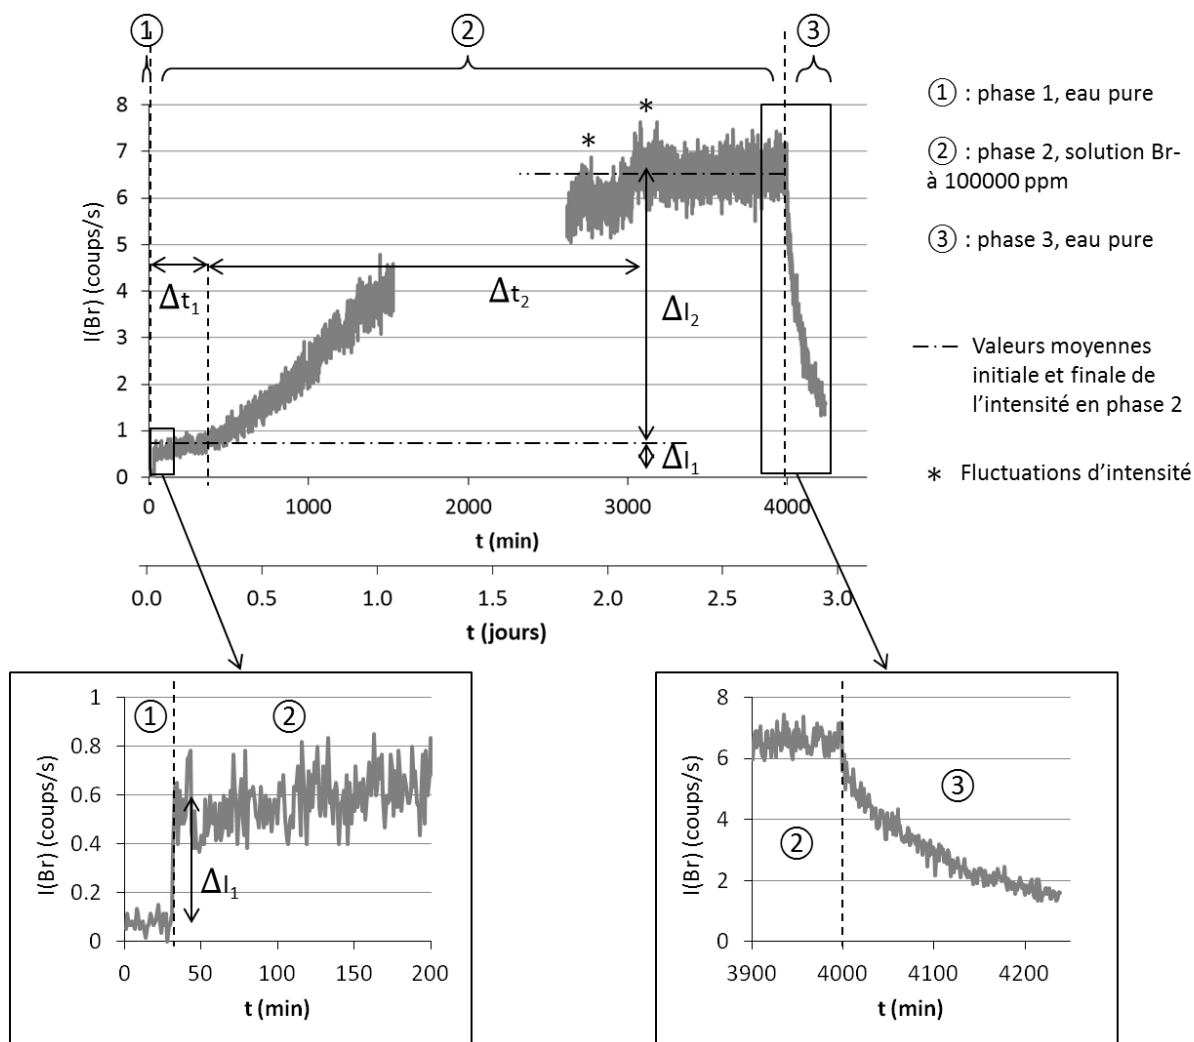 ① ② ③
① : phase 1, eau pure
② : phase 2, solution Br-
à 100000 ppm
③ : phase 3, eau pure
Valeurs moyennes
initiale et finale de
l'intensité en phase 2
* Fluctuations d'intensité
I(Br) (coups/s)
8
7
6
5
4
3
2
1
0
* *
Δt₁
Δt₂
ΔI₂
ΔI₁
0 1000 2000 3000 4000
t (min)
0.0 0.5 1.0 1.5 2.0 2.5 3.0
t (jours)
① ②
I(Br) (coups/s)
1
0.8
0.6
0.4
0.2
0
ΔI₁
0 50 100 150 200
t (min)
I(Br) (coups/s)
8
6
4
2
0
② ③
3900 4000 4100 4200
t (min)